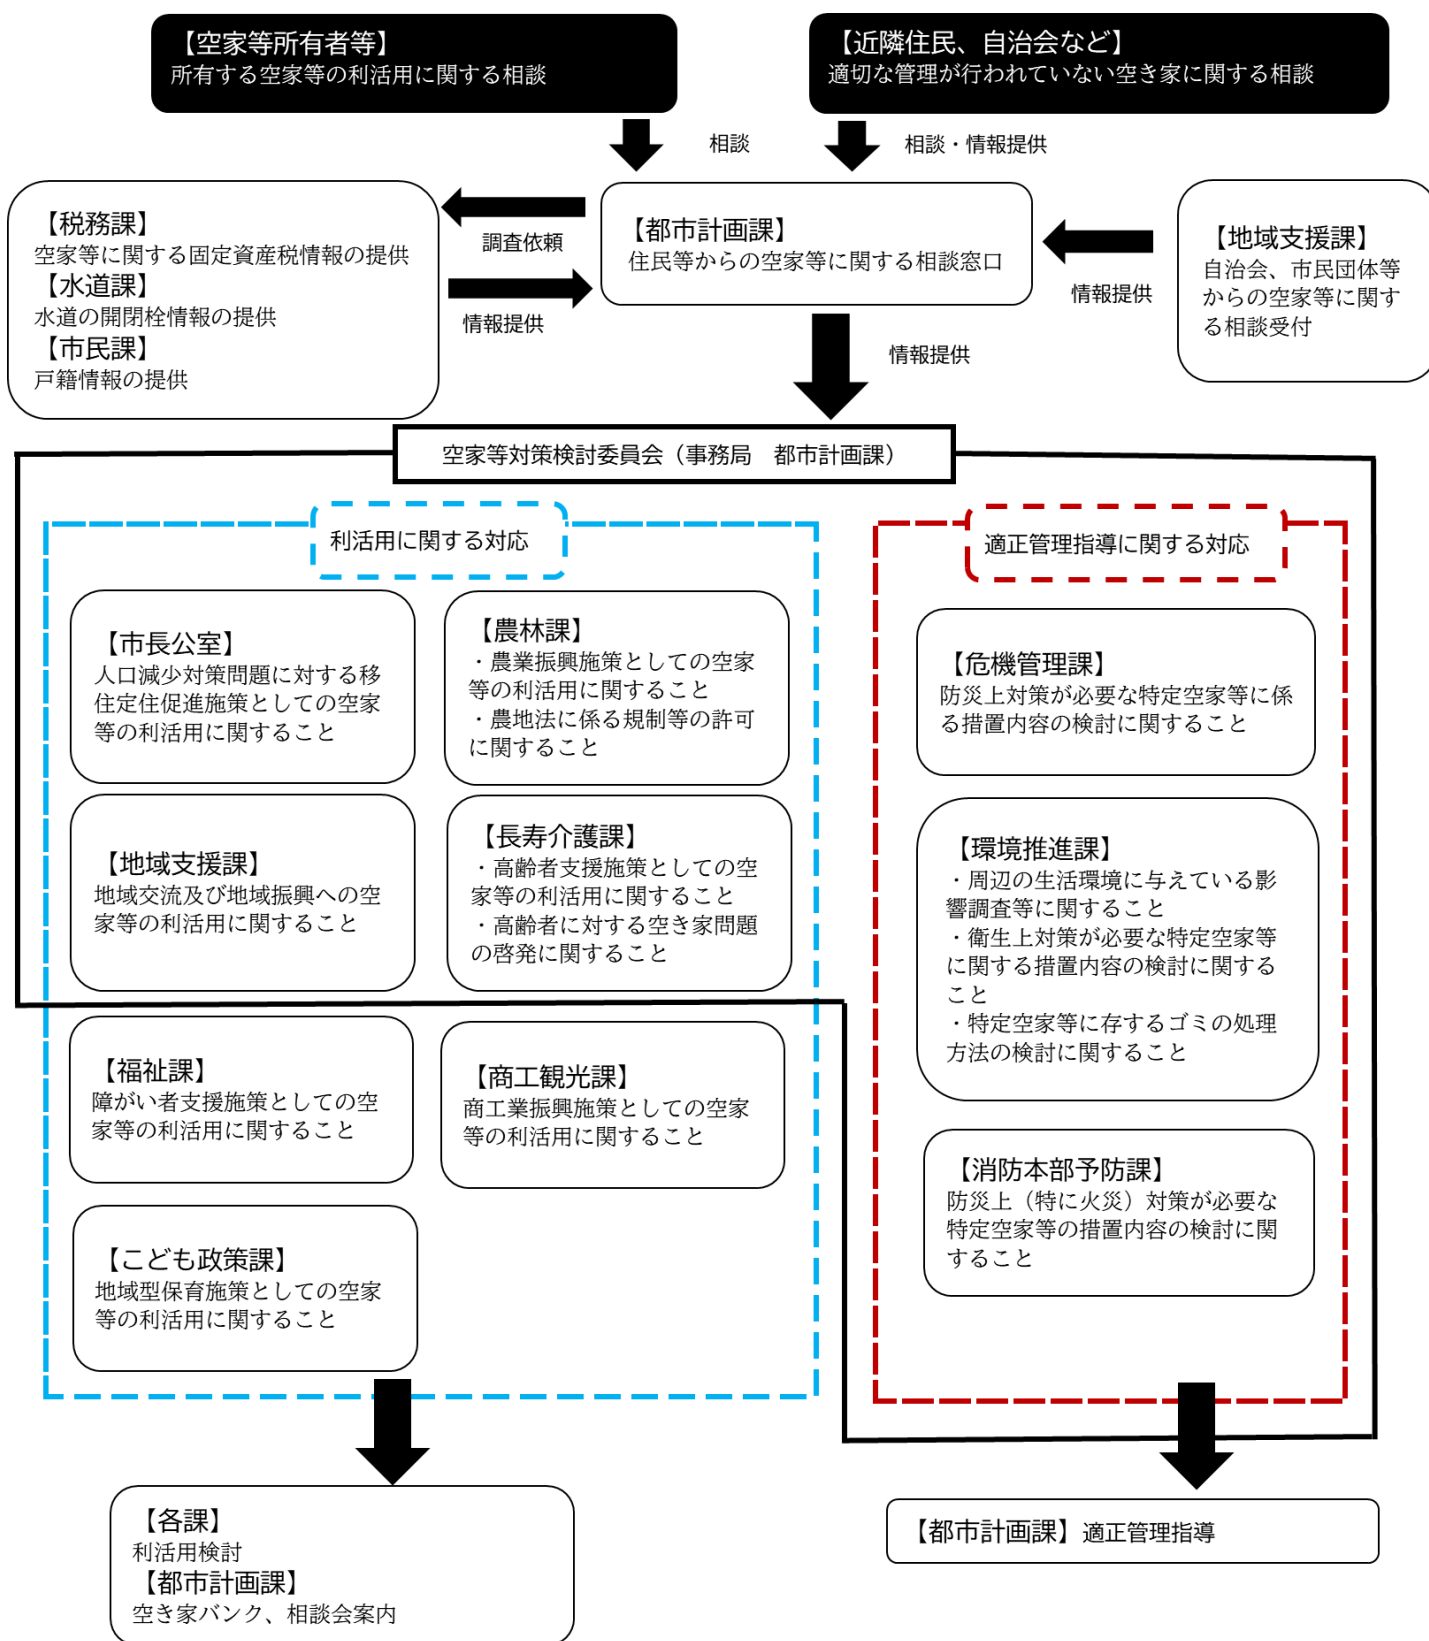 【空家等所有者等】
所有する空家等の利活用に関する相談
【近隣住民、自治会など】
適切な管理が行われていない空き家に関する相談
相談
相談・情報提供
【税務課】
空家等に関する固定資産税情報の提供
【水道課】
水道の開閉栓情報の提供
【市民課】
戸籍情報の提供
調査依頼
情報提供
【都市計画課】
住民等からの空家等に関する相談窓口
情報提供
【地域支援課】
自治会、市民団体等
からの空家等に関す
る相談受付
情報提供
空家等対策検討委員会（事務局　都市計画課）
利活用に関する対応
【市長公室】
人口減少対策問題に対する移
住定住促進施策としての空家
等の利活用に関すること
【農林課】
・農業振興施策としての空家
等の利活用に関すること
・農地法に係る規制等の許可
に関すること
【地域支援課】
地域交流及び地域振興への空
家等の利活用に関すること
【長寿介護課】
・高齢者支援施策としての空
家等の利活用に関すること
・高齢者に対する空き家問題
の啓発に関すること
【福祉課】
障がい者支援施策としての空
家等の利活用に関すること
【商工観光課】
商工業振興施策としての空家
等の利活用に関すること
【こども政策課】
地域型保育施策としての空家
等の利活用に関すること
適正管理指導に関する対応
【危機管理課】
防災上対策が必要な特定空家等に係
る措置内容の検討に関すること
【環境推進課】
・周辺の生活環境に与えている影
響調査等に関すること
・衛生上対策が必要な特定空家等
に関する措置内容の検討に関する
こと
・特定空家等に存するゴミの処理
方法の検討に関すること
【消防本部予防課】
防災上（特に火災）対策が必要な
特定空家等の措置内容の検討に関
すること
【各課】
利活用検討
【都市計画課】
空き家バンク、相談会案内
【都市計画課】適正管理指導